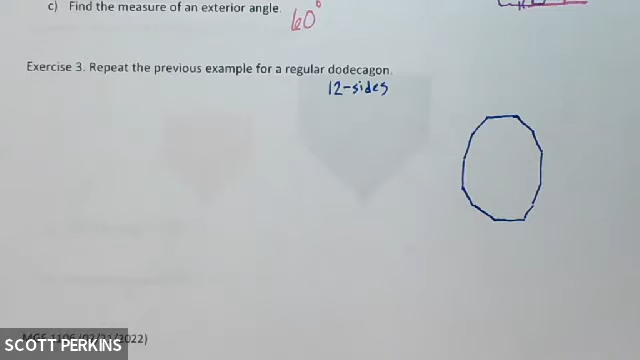 c) Find the measure of an exterior angle. 60°
Exercise 3. Repeat the previous example for a regular dodecagon.
12-sides
SCOTT PERKINS